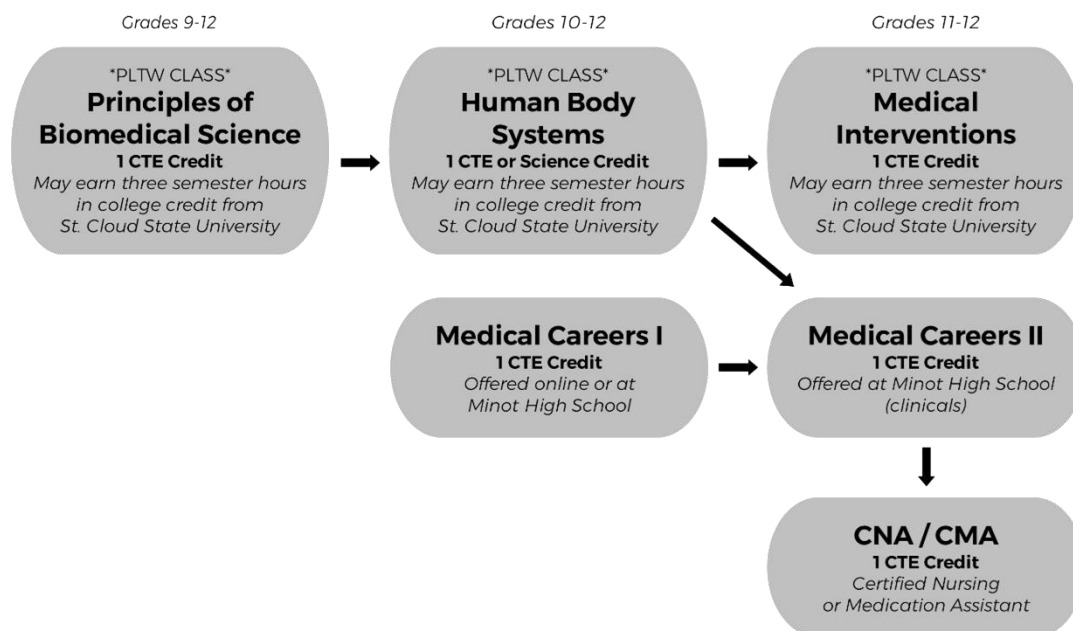 Grades 9-12
Grades 10-12
Grades 11-12
*PLTW CLASS*
Principles of
Biomedical Science
1 CTE Credit
May earn three semester hours
in college credit from
St. Cloud State University
*PLTW CLASS*
Human Body
Systems
1 CTE or Science Credit
May earn three semester hours
in college credit from
St. Cloud State University
*PLTW CLASS*
Medical
Interventions
1 CTE Credit
May earn three semester hours
in college credit from
St. Cloud State University
Medical Careers I
1 CTE Credit
Offered online or at
Minot High School
Medical Careers II
1 CTE Credit
Offered at Minot High School
(clinicals)
CNA / CMA
1 CTE Credit
Certified Nursing
or Medication Assistant